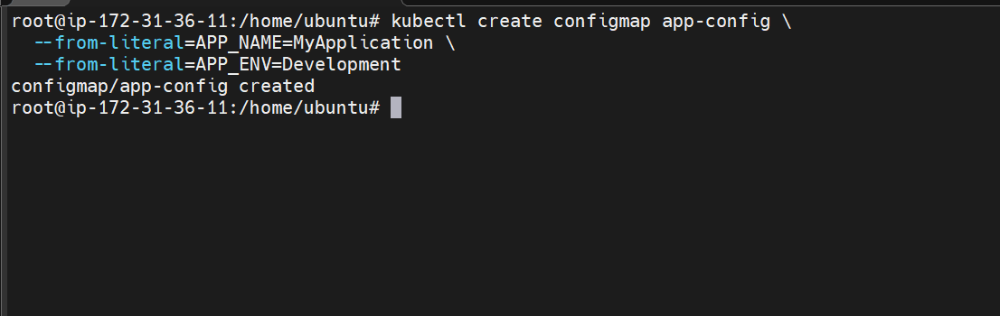 root@ip-172-31-36-11:/home/ubuntu# kubectl create configmap app-config \
  --from-literal=APP_NAME=MyApplication \
  --from-literal=APP_ENV=Development
configmap/app-config created
root@ip-172-31-36-11:/home/ubuntu#